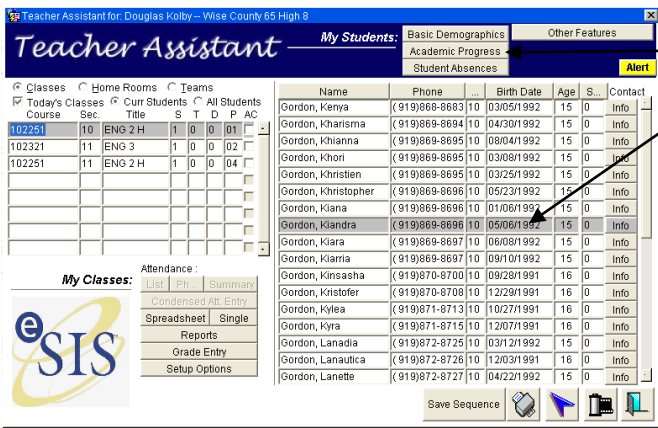 Teacher Assistant for: Douglas Kolby -- Wise County 65 High 8
Teacher Assistant
My Students:
Basic Demographics
Other Features
Academic Progress
Student Absences
Alert
Classes Home Rooms Teams
Today's Classes Curr Students All Students
Course Sec. Title S T D P AC
102251 10 ENG 2 H 1 0 0 01
102321 11 ENG 3 1 0 0 02
102251 11 ENG 2 H 1 0 0 04
Name Phone ... Birth Date Age S... Contact
Gordon, Kenya (919)868-8683 10 03/05/1992 15 0 Info
Gordon, Kharisma (919)869-8694 10 04/30/1992 15 0 Info
Gordon, Khianna (919)869-8695 10 08/04/1992 15 0 Info
Gordon, Khori (919)869-8695 10 03/08/1992 15 0 Info
Gordon, Khristien (919)869-8695 10 03/25/1992 15 0 Info
Gordon, Khristopher (919)869-8696 10 05/23/1992 15 0 Info
Gordon, Kiana (919)869-8696 10 01/06/1992 15 0 Info
Gordon, Kiandra (919)869-8696 10 05/06/1992 15 0 Info
Gordon, Kiara (919)869-8697 10 06/08/1992 15 0 Info
Gordon, Kiarria (919)869-8697 10 09/10/1992 15 0 Info
Gordon, Kinsasha (919)870-8700 10 09/28/1991 16 0 Info
Gordon, Kristofer (919)870-8708 10 12/29/1991 16 0 Info
Gordon, Kylea (919)871-8713 10 10/27/1991 16 0 Info
Gordon, Kyra (919)871-8715 10 12/07/1991 16 0 Info
Gordon, Lanadia (919)872-8725 10 03/12/1992 15 0 Info
Gordon, Lanautica (919)872-8726 10 12/03/1991 16 0 Info
Gordon, Lanette (919)872-8727 10 04/22/1992 15 0 Info
My Classes:
Attendance :
List Ph... Summary
Condensed Att. Entry
Spreadsheet Single
Reports
Grade Entry
Setup Options
eSIS
Save Sequence